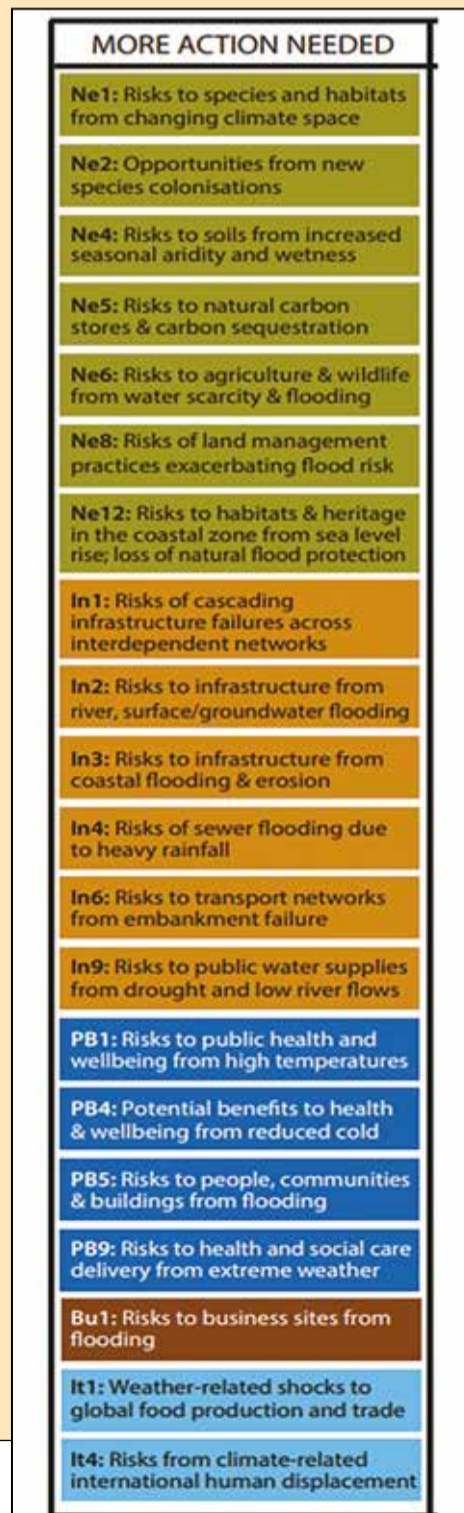 MORE ACTION NEEDED
Ne1: Risks to species and habitats
from changing climate space
Ne2: Opportunities from new
species colonisations
Ne4: Risks to soils from increased
seasonal aridity and wetness
Ne5: Risks to natural carbon
stores & carbon sequestration
Ne6: Risks to agriculture & wildlife
from water scarcity & flooding
Ne8: Risks of land management
practices exacerbating flood risk
Ne12: Risks to habitats & heritage
in the coastal zone from sea level
rise; loss of natural flood protection
In1: Risks of cascading
infrastructure failures across
interdependent networks
In2: Risks to infrastructure from
river, surface/groundwater flooding
In3: Risks to infrastructure from
coastal flooding & erosion
In4: Risks of sewer flooding due
to heavy rainfall
In6: Risks to transport networks
from embankment failure
In9: Risks to public water supplies
from drought and low river flows
PB1: Risks to public health and
wellbeing from high temperatures
PB4: Potential benefits to health
& wellbeing from reduced cold
PB5: Risks to people, communities
& buildings from flooding
PB9: Risks to health and social care
delivery from extreme weather
Bu1: Risks to business sites from
flooding
It1: Weather-related shocks to
global food production and trade
It4: Risks from climate-related
international human displacement